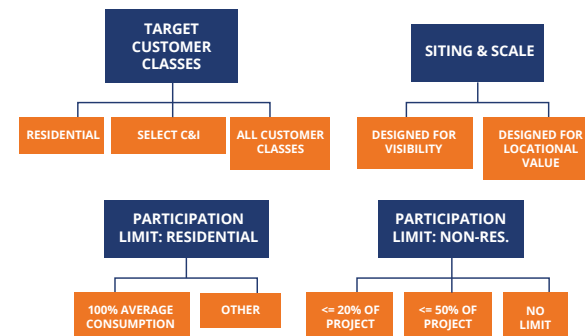 TARGET
CUSTOMER
CLASSES
RESIDENTIAL
SELECT C&I
ALL CUSTOMER
CLASSES
SITING & SCALE
DESIGNED FOR
VISIBILITY
DESIGNED FOR
LOCATIONAL
VALUE
PARTICIPATION
LIMIT: RESIDENTIAL
100% AVERAGE
CONSUMPTION
OTHER
PARTICIPATION
LIMIT: NON-RES.
<= 20% OF
PROJECT
<= 50% OF
PROJECT
NO
LIMIT